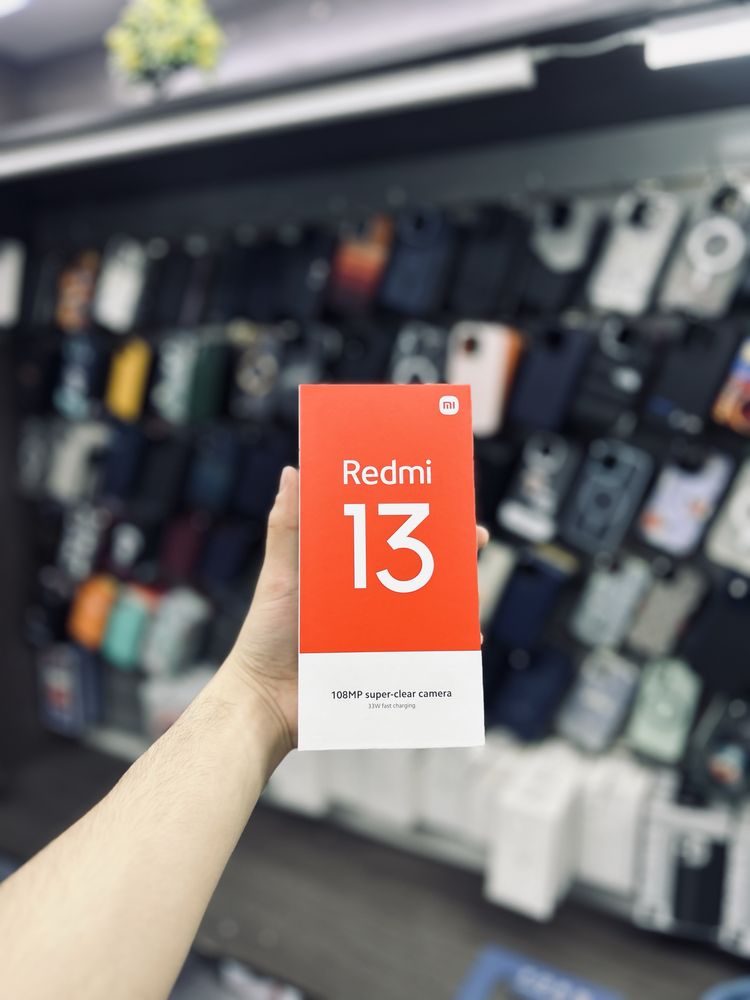 mi
Redmi
13
108MP super-clear camera
33W fast charging